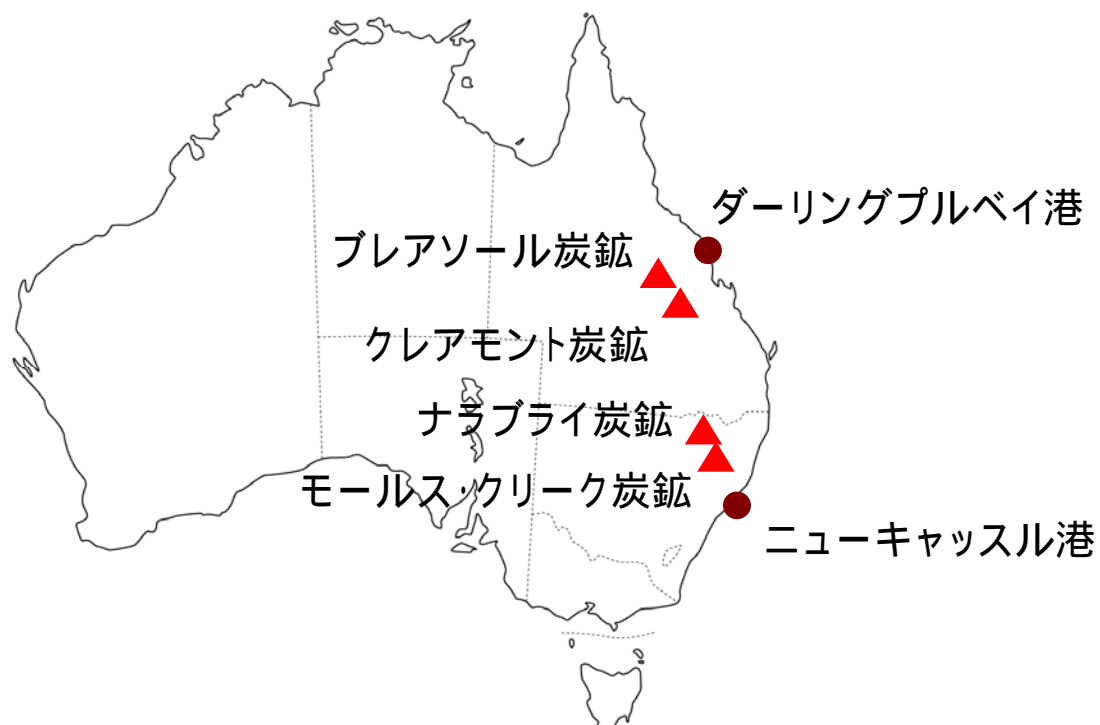 ダーリングプルベイ港
ブレアソール炭鉱
クレアモント炭鉱
ナラブライ炭鉱
モールス・クリーク炭鉱
ニューキャッスル港